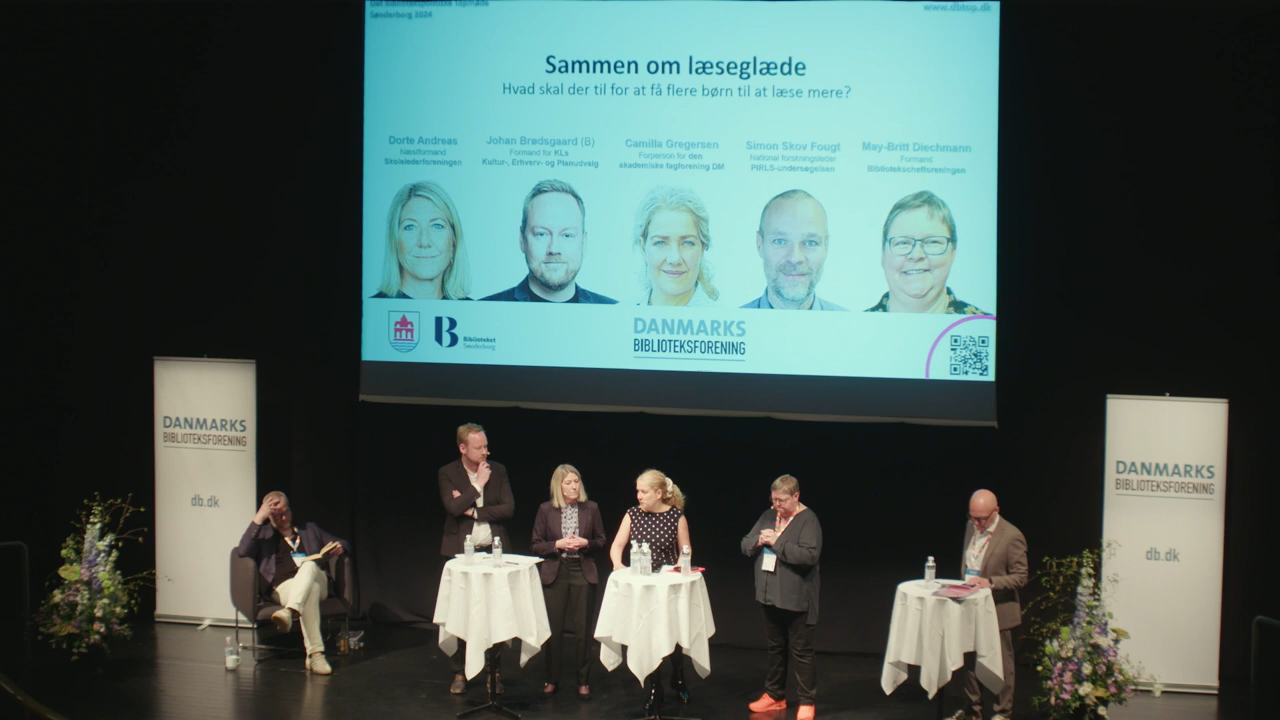 Det Bibliotekspolitiske Topmøde
Sønderborg 2024
www.dbtop.dk
Sammen om læseglæde
Hvad skal der til for at få flere børn til at læse mere?
Dorte Andreas
Næstformand
Skolelederforeningen
Johan Brødsgaard (B)
Formand for KLs
Kultur-, Erhverv- og Planudvalg
Camilla Gregersen
Forperson for den
akademiske fagforening DM
Simon Skov Fougt
National forskningsleder
PIRLS-undersøgelsen
May-Britt Diechmann
Formand
Bibliotekschefforeningen
B Biblioteket
Sønderborg
DANMARKS
BIBLIOTEKSFORENING
DANMARKS
BIBLIOTEKSFORENING
db.dk
DANMARKS
BIBLIOTEKSFORENING
db.dk